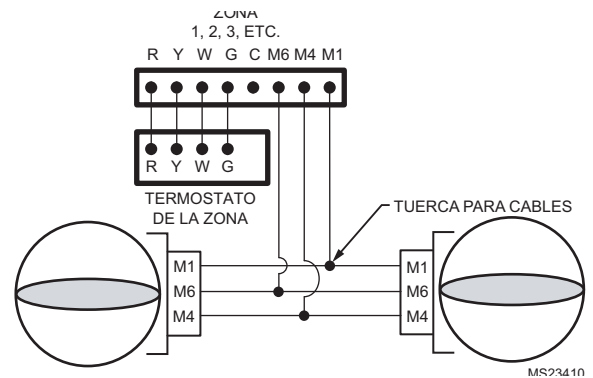 ZONA
1, 2, 3, ETC.
R Y W G C M6 M4 M1
R Y W G
TERMOSTATO
DE LA ZONA
TUERCA PARA CABLES
M1
M6
M4
M1
M6
M4
MS23410